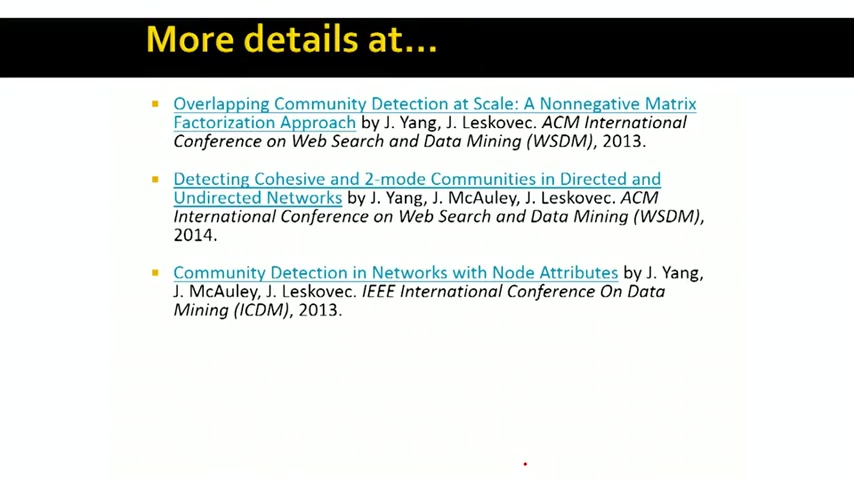 More details at...
Overlapping Community Detection at Scale: A Nonnegative Matrix
Factorization Approach by J. Yang, J. Leskovec. ACM International
Conference on Web Search and Data Mining (WSDM), 2013.
Detecting Cohesive and 2-mode Communities in Directed and
Undirected Networks by J. Yang, J. McAuley, J. Leskovec. ACM
International Conference on Web Search and Data Mining (WSDM),
2014.
Community Detection in Networks with Node Attributes by J. Yang,
J. McAuley, J. Leskovec. IEEE International Conference On Data
Mining (ICDM), 2013.